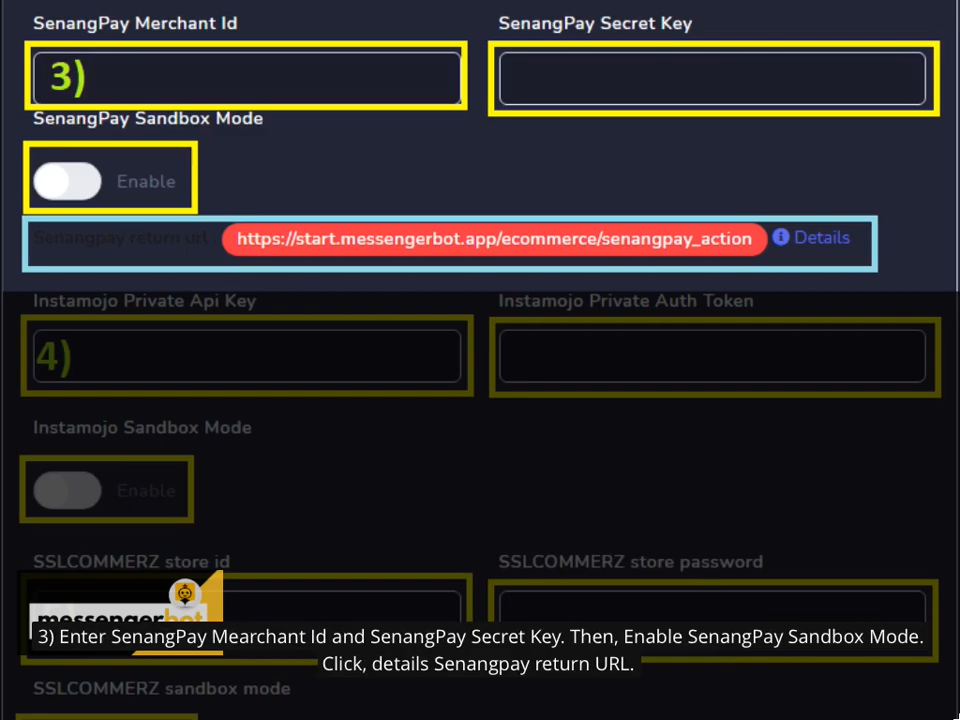 SenangPay Merchant Id
SenangPay Secret Key
3)
SenangPay Sandbox Mode
Enable
Senangpay return url :
https://start.messengerbot.app/ecommerce/senangpay_action
Details
Instamojo Private Api Key
Instamojo Private Auth Token
4)
Instamojo Sandbox Mode
Enable
SSLCOMMERZ store id
SSLCOMMERZ store password
messengerbot
3) Enter SenangPay Mearchant Id and SenangPay Secret Key. Then, Enable SenangPay Sandbox Mode.
Click, details Senangpay return URL.
SSLCOMMERZ sandbox mode